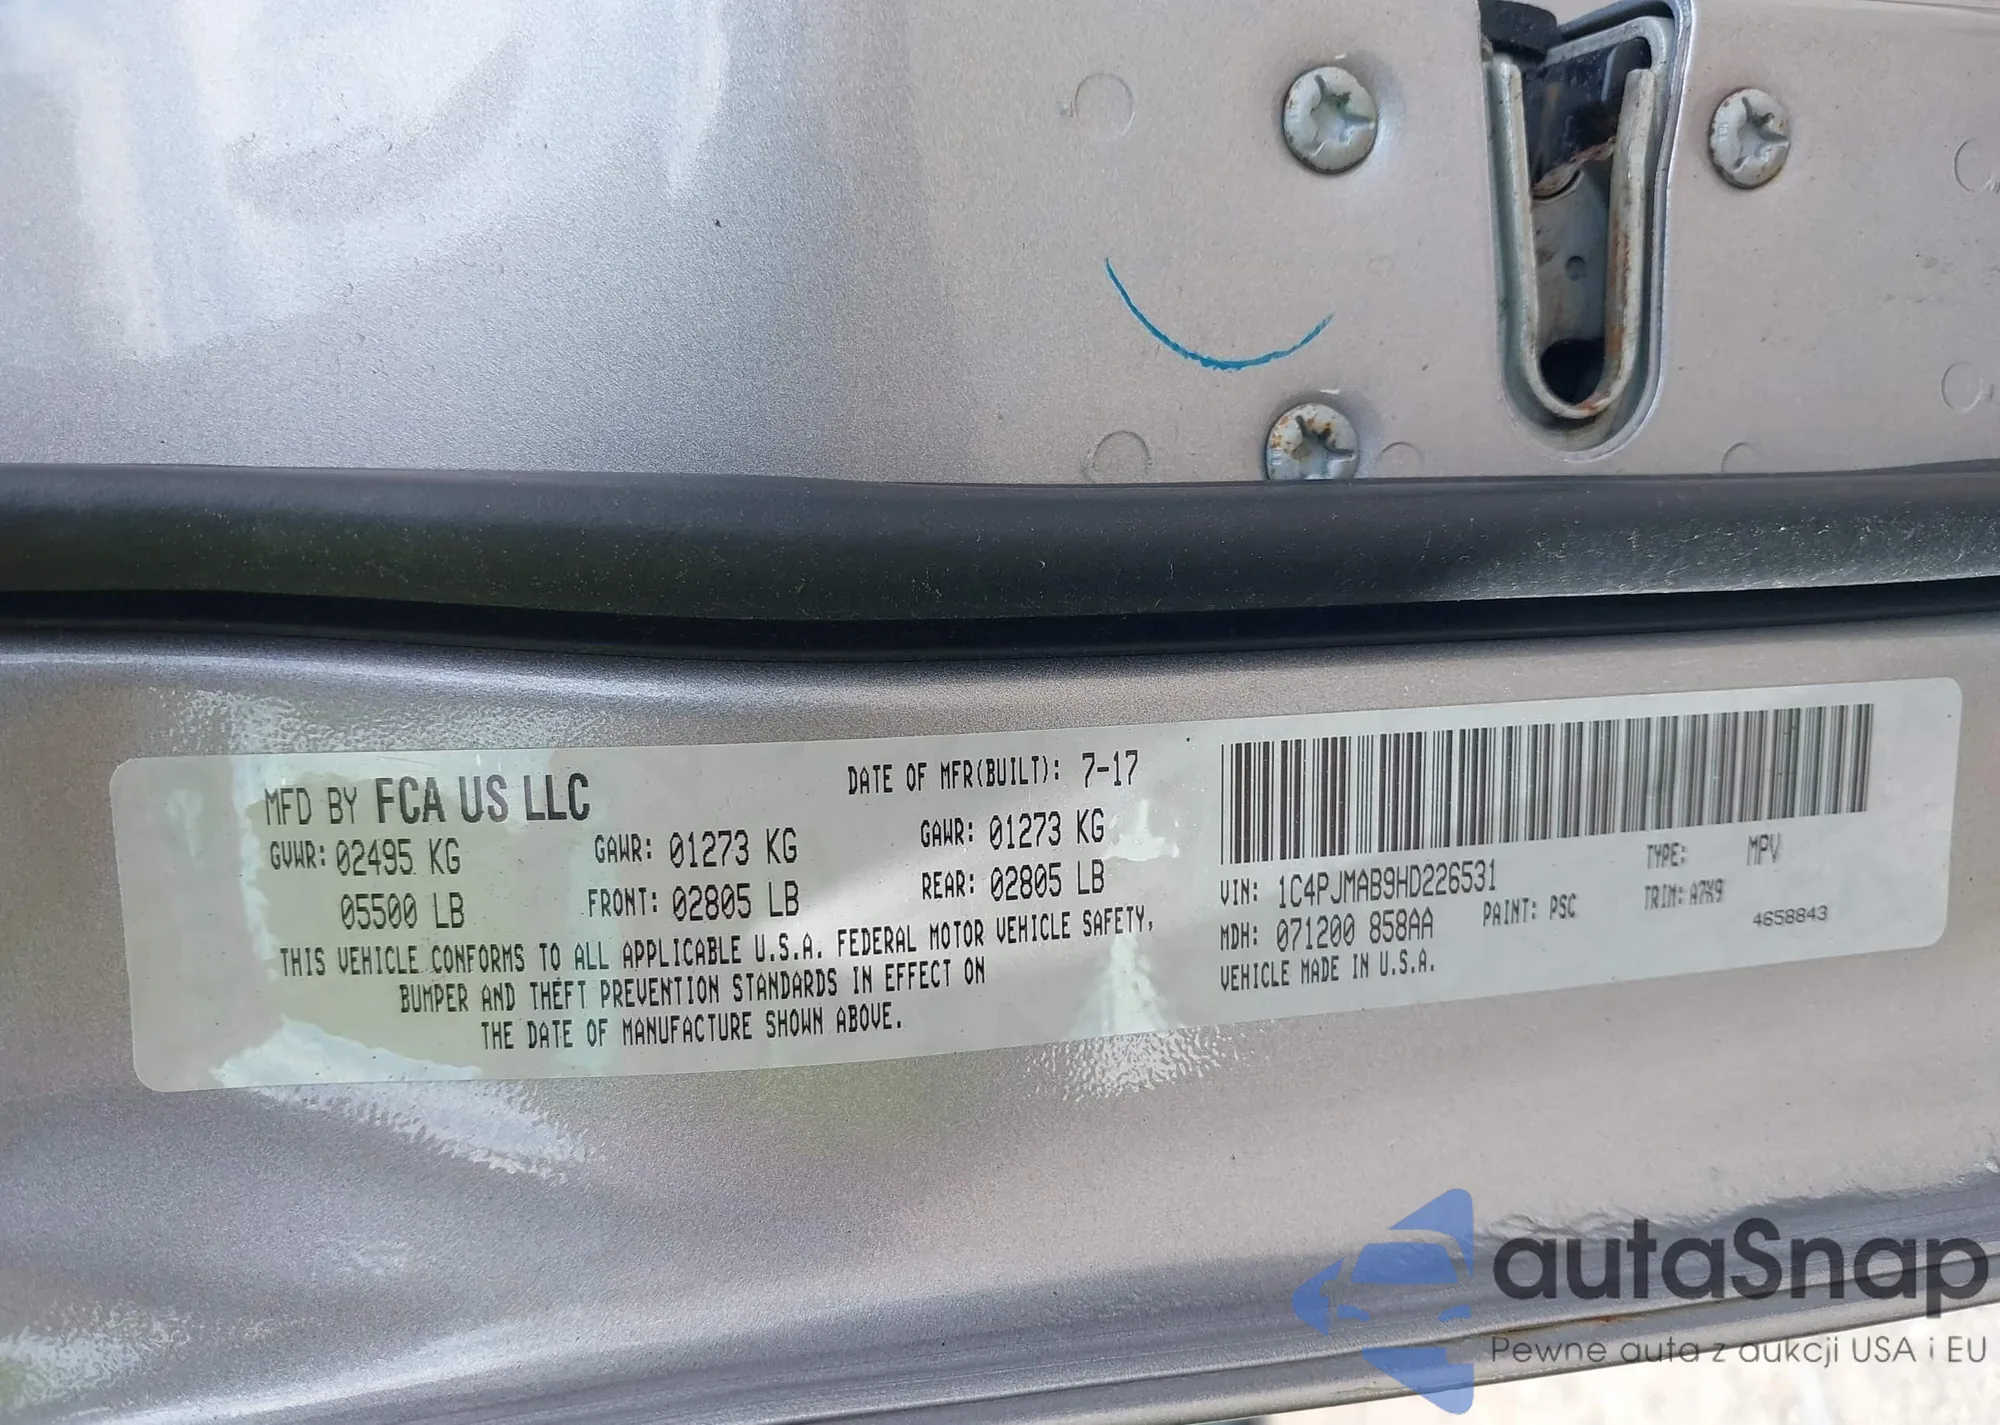 MFD BY FCA US LLC
DATE OF MFR(BUILT): 7-17
GVWR: 02495 KG
05500 LB
GAWR: 01273 KG
FRONT: 02805 LB
GAWR: 01273 KG
REAR: 02805 LB
THIS VEHICLE CONFORMS TO ALL APPLICABLE U.S.A. FEDERAL MOTOR VEHICLE SAFETY,
BUMPER AND THEFT PREVENTION STANDARDS IN EFFECT ON
THE DATE OF MANUFACTURE SHOWN ABOVE.
VIN: 1C4PJMAB9HD226531
TYPE: MPV
MDH: 071200 858AA
PAINT: PSC
TRIM: A7X9
VEHICLE MADE IN U.S.A.
4658843
autaSnap
Pewne auta z aukcji USA i EU